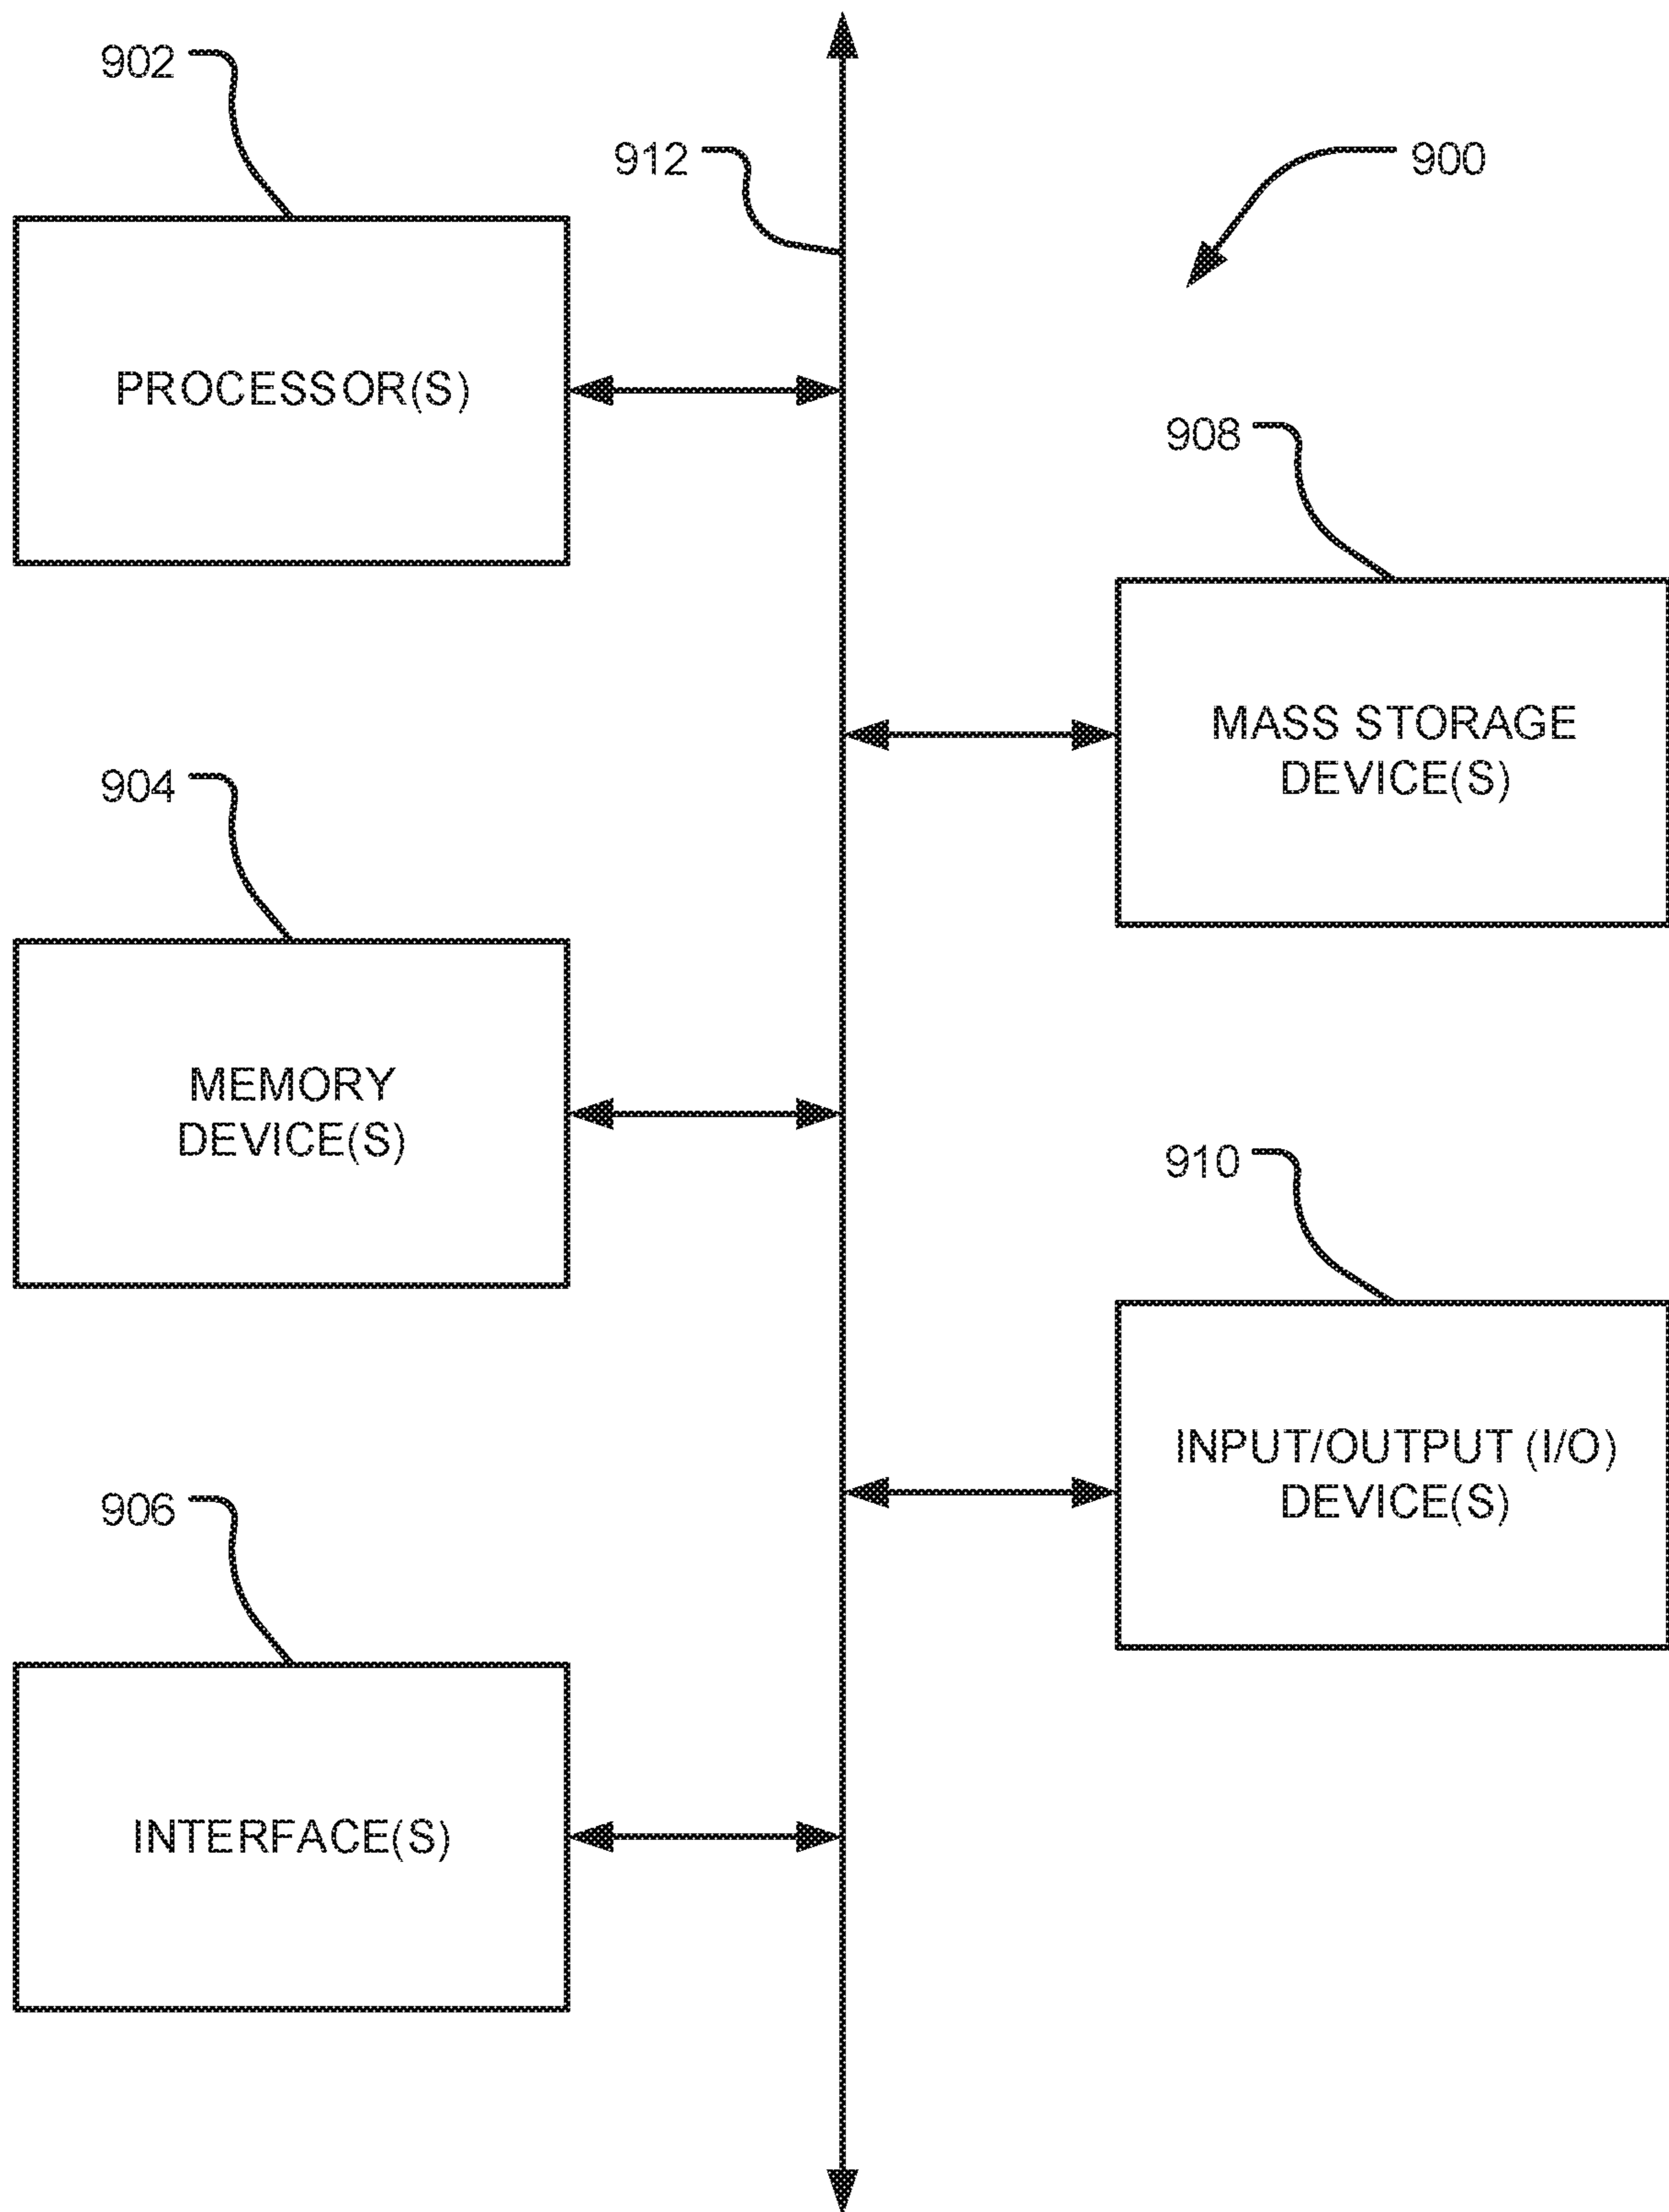 902
912
900
PROCESSOR(S)
908
MASS STORAGE
DEVICE(S)
904
MEMORY
DEVICE(S)
910
INPUT/OUTPUT (I/O)
DEVICE(S)
906
INTERFACE(S)